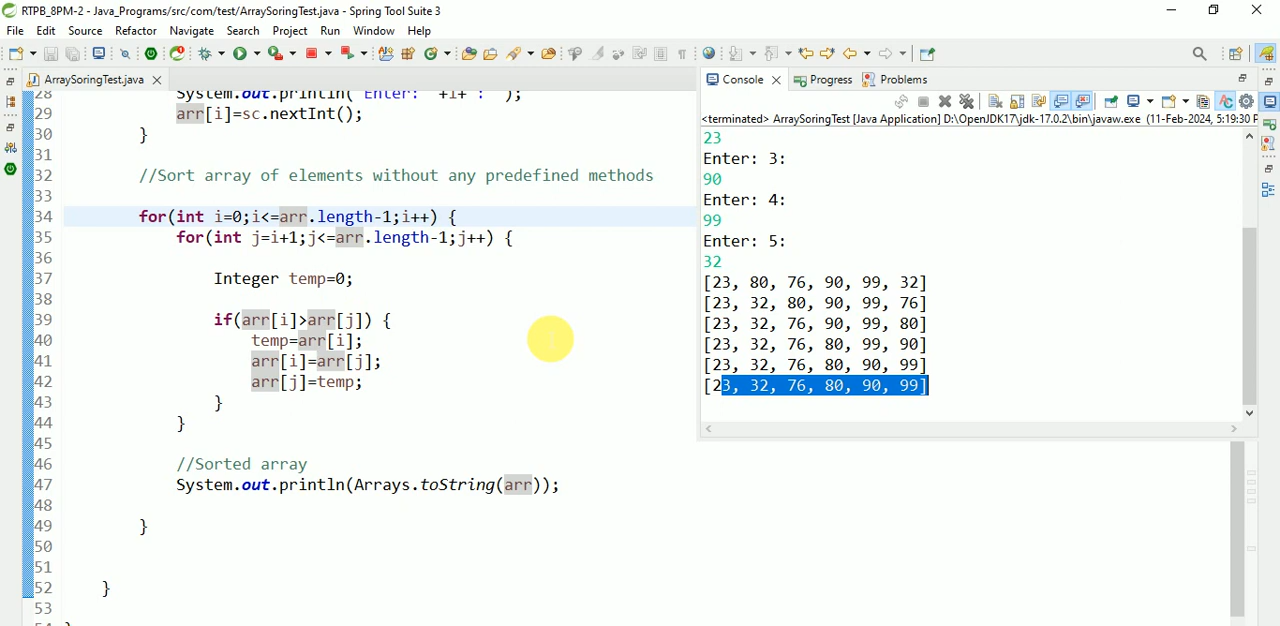 RTPB_8PM-2 - Java_Programs/src/com/test/ArraySoringTest.java - Spring Tool Suite 3
File Edit Source Refactor Navigate Search Project Run Window Help
ArraySoringTest.java
28 System.out.println("Enter: "+i+": ");
29 arr[i]=sc.nextInt();
30 }
31
32 //Sort array of elements without any predefined methods
33
34 for(int i=0;i<=arr.length-1;i++) {
35 for(int j=i+1;j<=arr.length-1;j++) {
36
37 Integer temp=0;
38
39 if(arr[i]>arr[j]) {
40 temp=arr[i];
41 arr[i]=arr[j];
42 arr[j]=temp;
43 }
44 }
45
46 //Sorted array
47 System.out.println(Arrays.toString(arr));
48
49 }
50
51
52 }
53
Console Progress Problems
<terminated> ArraySoringTest [Java Application] D:\OpenJDK17\jdk-17.0.2\bin\javaw.exe (11-Feb-2024, 5:19:30 P
23
Enter: 3:
90
Enter: 4:
99
Enter: 5:
32
[23, 80, 76, 90, 99, 32]
[23, 32, 80, 90, 99, 76]
[23, 32, 76, 90, 99, 80]
[23, 32, 76, 80, 99, 90]
[23, 32, 76, 80, 90, 99]
[23, 32, 76, 80, 90, 99]